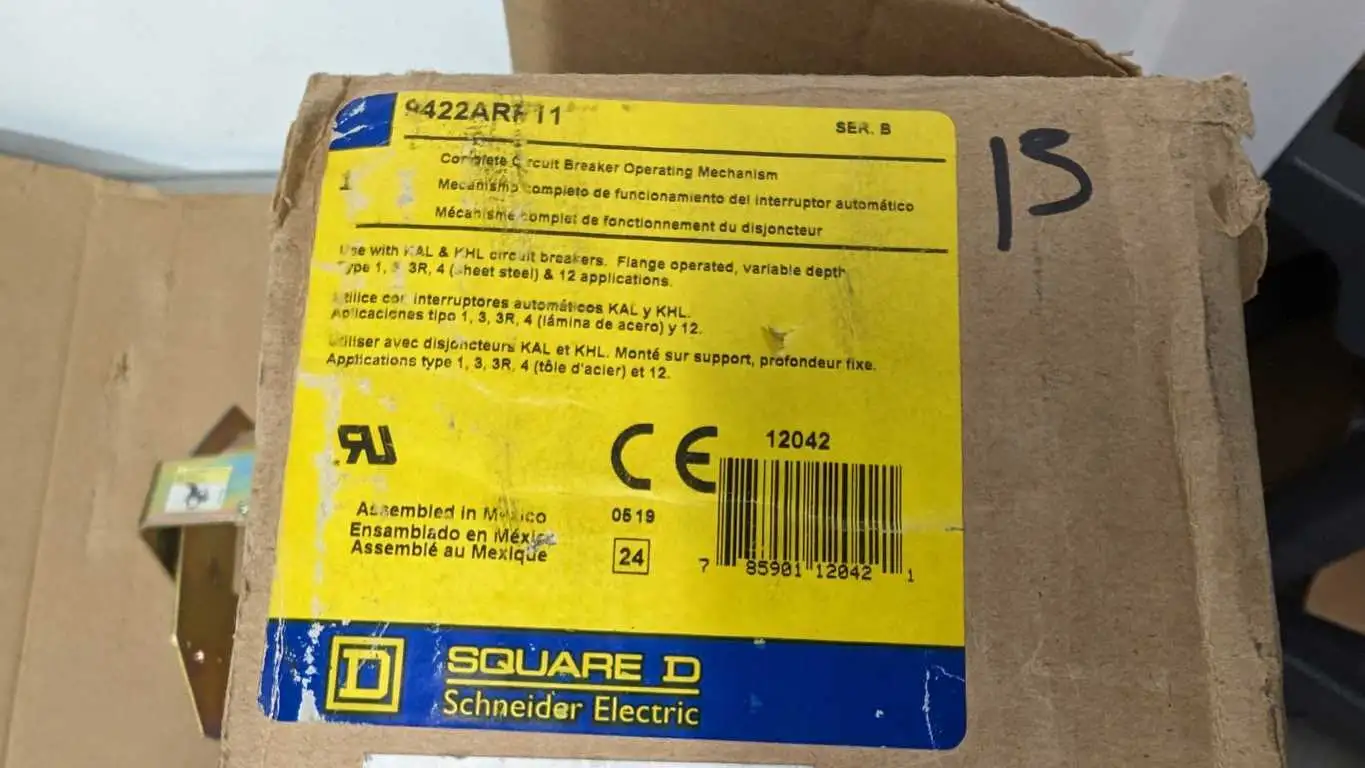 SER. B
1
Complete Circuit Breaker Operating Mechanism
Mecanismo completo de funcionamiento del interruptor automático
Mécanisme complet de fonctionnement du disjoncteur
Use with KAL & KHL circuit breakers. Flange operated, variable depth
Type 1, 3, 3R, 4 (sheet steel) & 12 applications.
Utilice con interruptores automáticos KAL y KHL.
Aplicaciones tipo 1, 3, 3R, 4 (lámina de acero) y 12.
Utiliser avec disjoncteurs KAL et KHL. Monté sur support, profondeur fixe.
Applications type 1, 3, 3R, 4 (tôle d'acier) et 12.
Assembled in Mexico
Ensamblado en México
Assemblé au Mexique
CE
0519
24
12042
7 85901 12042 1
D SQUARE D
Schneider Electric